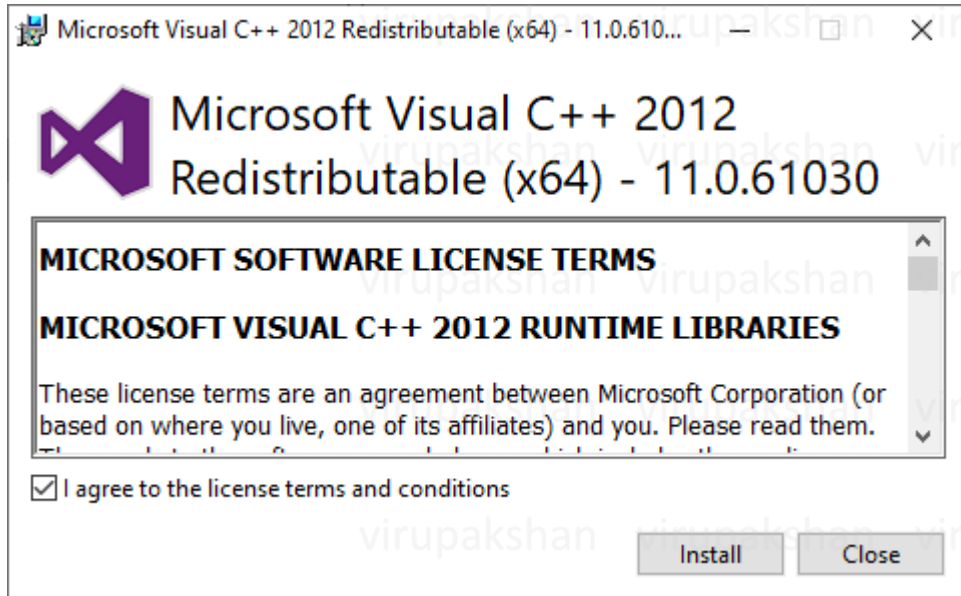 Microsoft Visual C++ 2012 Redistributable (x64) - 11.0.610...
Microsoft Visual C++ 2012
Redistributable (x64) - 11.0.61030
MICROSOFT SOFTWARE LICENSE TERMS
MICROSOFT VISUAL C++ 2012 RUNTIME LIBRARIES
These license terms are an agreement between Microsoft Corporation (or
based on where you live, one of its affiliates) and you. Please read them.
I agree to the license terms and conditions
Install Close
virupakshan virupakshan